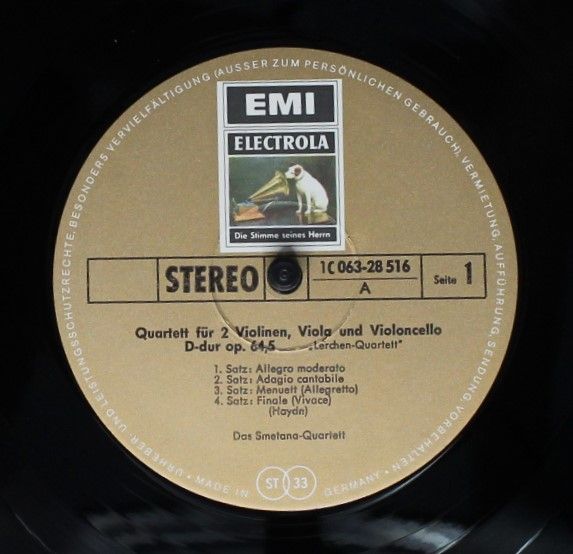 EMI
ELECTROLA
Die Stimme seines Herrn
STEREO
1C 063-28 516
A
Seite 1
Quartett für 2 Violinen, Viola und Violoncello
D-dur op. 64,5 „Lerchen-Quartett"
1. Satz: Allegro moderato
2. Satz: Adagio cantabile
3. Satz: Menuett (Allegretto)
4. Satz: Finale (Vivace)
(Haydn)
Das Smetana-Quartett
ST 33
URHEBER- UND LEISTUNGSSCHUTZRECHTE, BESONDERS VERVIELFÄLTIGUNG (AUSSER ZUM PERSÖNLICHEN GEBRAUCH), VERMIETUNG, AUFFÜHRUNG, SENDUNG, VORBEHALTEN
• MADE IN GERMANY •